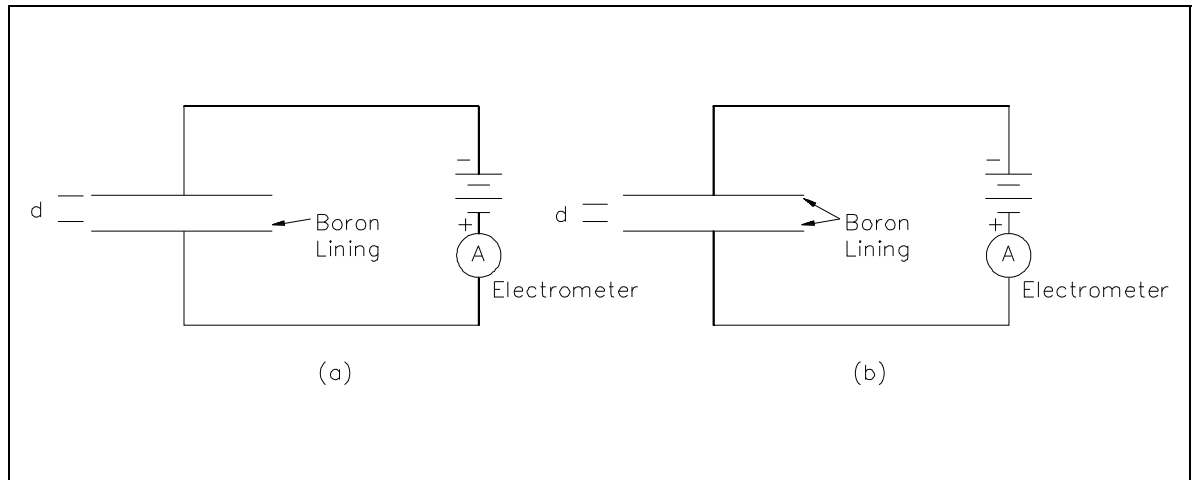 −
d
Boron
Lining
+
A
Electrometer
(a)
−
d
Boron
Lining
+
A
Electrometer
(b)